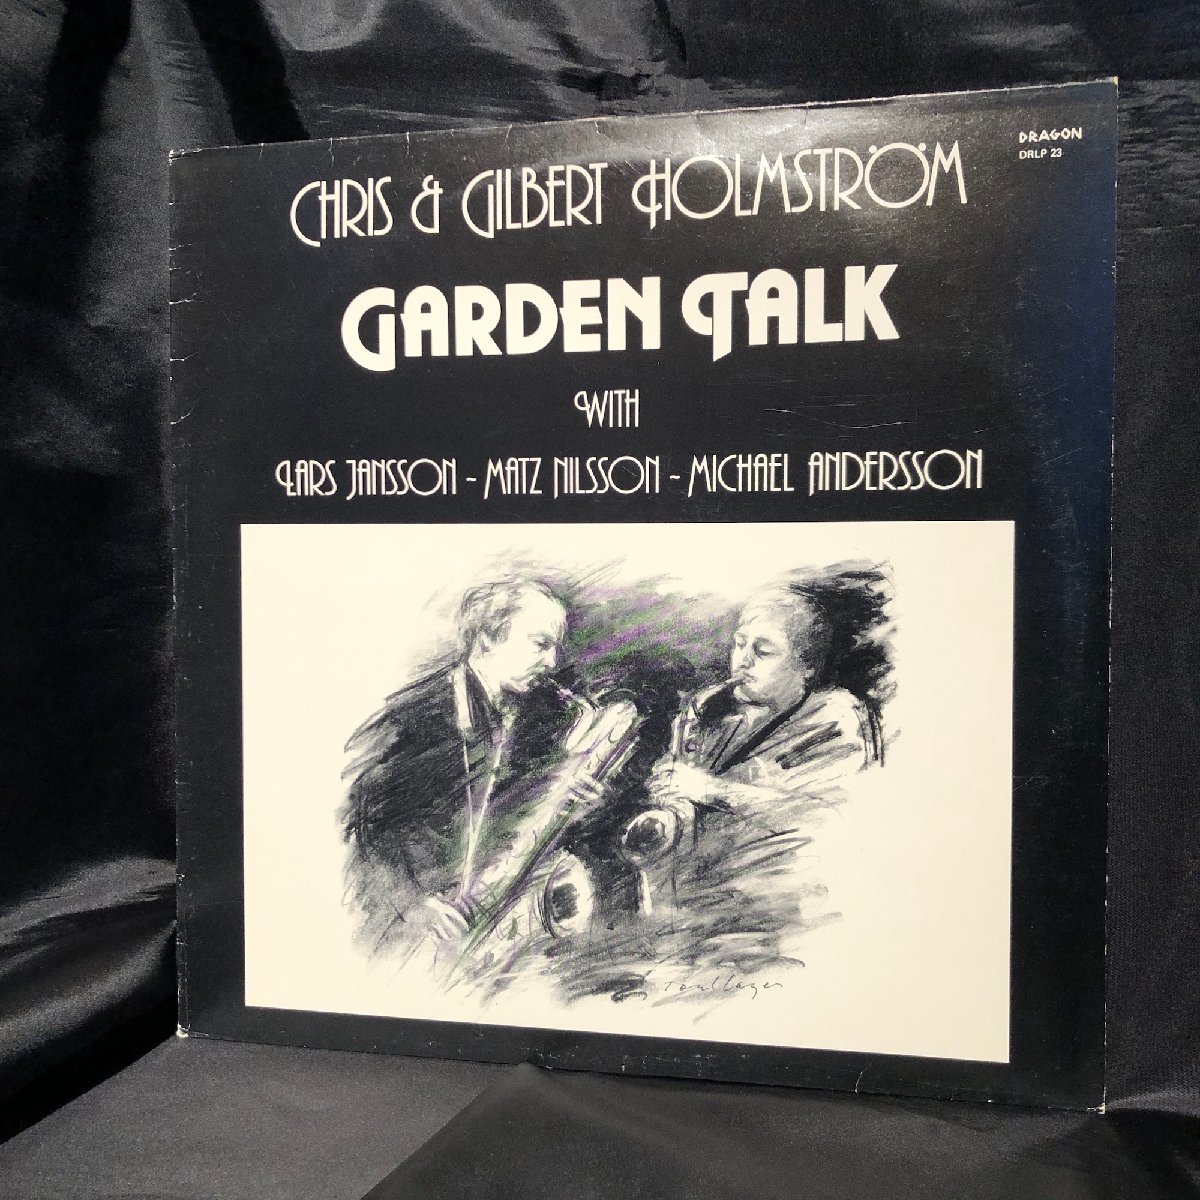 DRAGON
DRLP 23
CHRIS & GILBERT HOLMSTRÖM
GARDEN TALK
WITH
LARS JANSSON - MATZ NILSSON - MICHAEL ANDERSSON